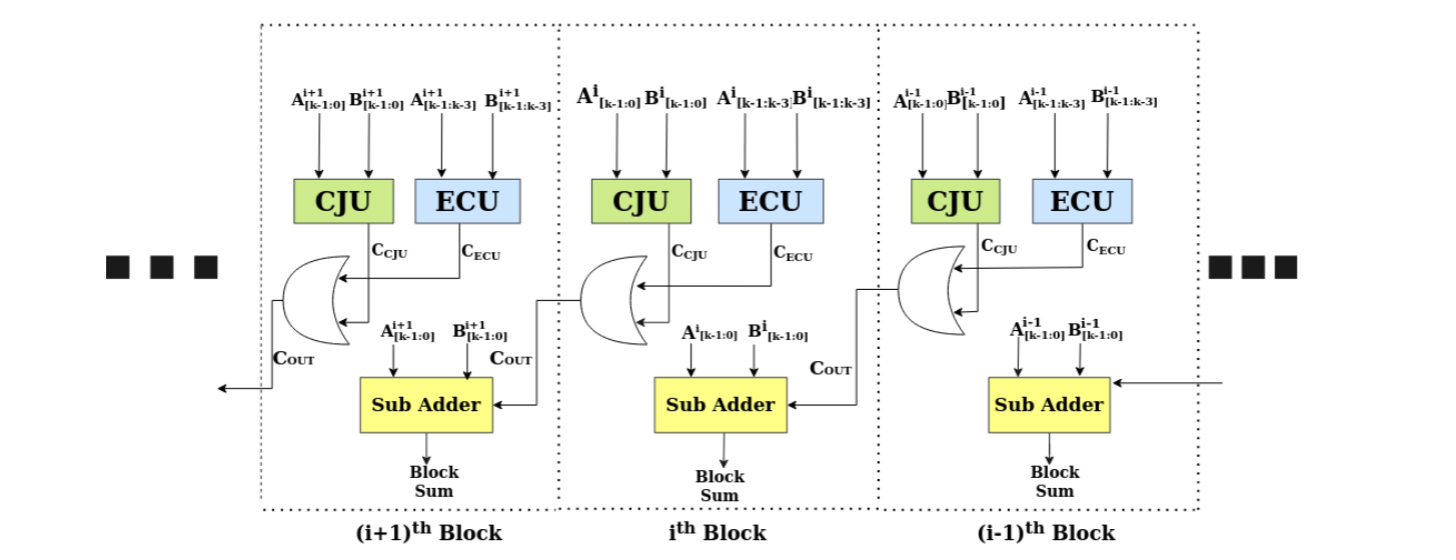 A^{i+1}_{[k-1:0]} B^{i+1}_{[k-1:0]} A^{i+1}_{[k-1:k-3]} B^{i+1}_{[k-1:k-3]}
A^{i}_{[k-1:0]} B^{i}_{[k-1:0]} A^{i}_{[k-1:k-3]} B^{i}_{[k-1:k-3]}
A^{i-1}_{[k-1:0]} B^{i-1}_{[k-1:0]} A^{i-1}_{[k-1:k-3]} B^{i-1}_{[k-1:k-3]}
CJU ECU
CJU ECU
CJU ECU
C_{CJU} C_{ECU}
C_{CJU} C_{ECU}
C_{CJU} C_{ECU}
A^{i+1}_{[k-1:0]} B^{i+1}_{[k-1:0]}
A^{i}_{[k-1:0]} B^{i}_{[k-1:0]}
A^{i-1}_{[k-1:0]} B^{i-1}_{[k-1:0]}
C_{OUT}
C_{OUT}
C_{OUT}
Sub Adder
Sub Adder
Sub Adder
Block
Sum
Block
Sum
Block
Sum
(i+1)^{th} Block
i^{th} Block
(i-1)^{th} Block